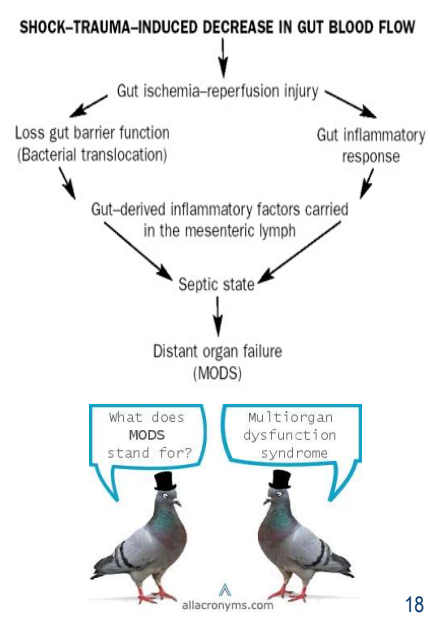 SHOCK–TRAUMA–INDUCED DECREASE IN GUT BLOOD FLOW
Gut ischemia–reperfusion injury
Loss gut barrier function
(Bacterial translocation)
Gut inflammatory
response
Gut–derived inflammatory factors carried
in the mesenteric lymph
Septic state
Distant organ failure
(MODS)
What does
MODS
stand for?
Multiorgan
dysfunction
syndrome
allacronyms.com
18